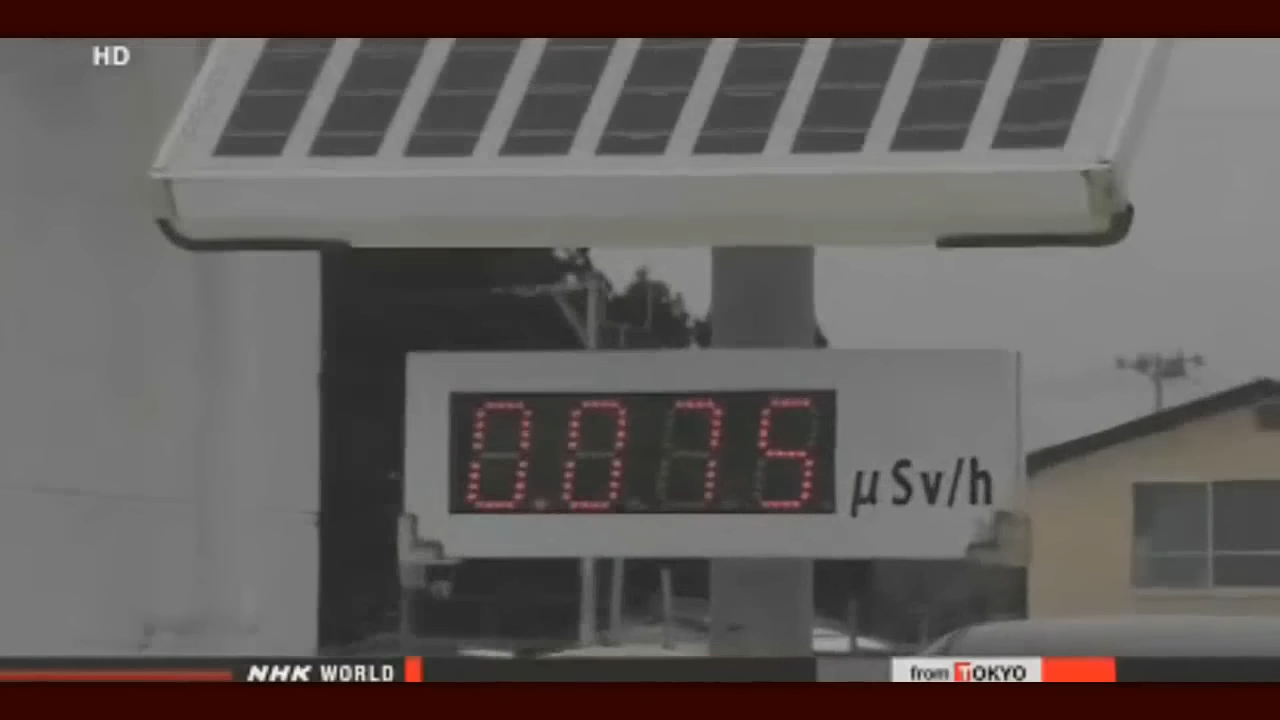 HD
0.075
μSv/h
NHK WORLD
from TOKYO